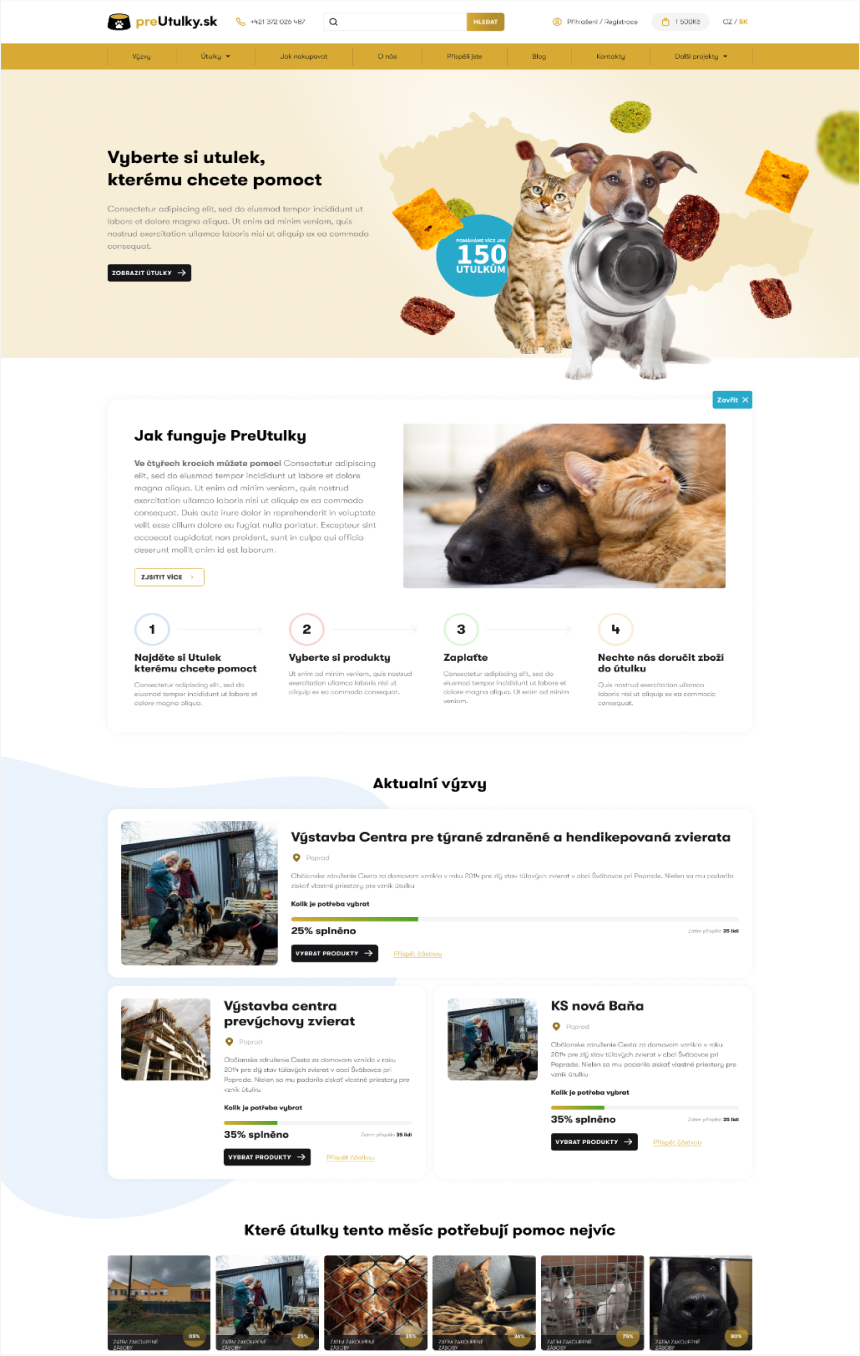 preUtulky.sk
+421 372 026 487
HLEDAT
Přihlášení / Registrace
1 500Kč
CZ / SK
Výzvy
Útulky
Jak nakupovat
O nás
Přispěli jste
Blog
Kontakty
Další projekty
Vyberte si utulek,
kterému chcete pomoct
Consectetur adipiscing elit, sed do eiusmod tempor incididunt ut
labore et dolore magna aliqua. Ut enim ad minim veniam, quis
nostrud exercitation ullamco laboris nisi ut aliquip ex ea commodo
consequat.
ZOBRAZIT ÚTULKY
POMÁHÁME VÍCE JAK
150
UTULKŮM
Zavřít
Jak funguje PreUtulky
Ve čtyřech krocích můžete pomoci Consectetur adipiscing
elit, sed do eiusmod tempor incididunt ut labore et dolore
magna aliqua. Ut enim ad minim veniam, quis nostrud
exercitation ullamco laboris nisi ut aliquip ex ea commodo
consequat. Duis aute irure dolor in reprehenderit in voluptate
velit esse cillum dolore eu fugiat nulla pariatur. Excepteur sint
occaecat cupidatat non proident, sunt in culpa qui officia
deserunt mollit anim id est laborum.
ZJSITIT VÍCE
1
Najděte si Utulek
kterému chcete pomoct
Consectetur adipiscing elit, sed do
eiusmod tempor incididunt ut labore et
dolore magna aliqua.
2
Vyberte si produkty
Ut enim ad minim veniam, quis nostrud
exercitation ullamco laboris nisi ut
aliquip ex ea commodo consequat.
3
Zaplaťte
Consectetur adipiscing elit, sed do
eiusmod tempor incididunt ut labore et
dolore magna aliqua. Ut enim ad minim
veniam.
4
Nechte nás doručit zboží
do útulku
Quis nostrud exercitation ullamco
laboris nisi ut aliquip ex ea commodo
consequat.
Aktualní výzvy
Výstavba Centra pre týrané zdraněné a hendikepovaná zvierata
Poprad
Občianske združenie Cesta za domovom vzniklo v roku 2014 pre zlý stav túlavých zvierat v obci Švábovce pri Poprade. Nielen sa mu podarilo
získať vlastné priestory pre vznik útulku
Kolik je potřeba vybrat
25% splněno
Zatím přispělo 35 lidí
VYBRAT PRODUKTY
Přispět částkou
Výstavba centra
prevýchovy zvierat
Poprad
Občianske združenie Cesta za domovom vzniklo v roku
2014 pre zlý stav túlavých zvierat v obci Švábovce pri
Poprade. Nielen sa mu podarilo získať vlastné priestory pre
vznik útulku
Kolik je potřeba vybrat
35% splněno
Zatím přispělo 35 lidí
VYBRAT PRODUKTY
Přispět částkou
KS nová Baňa
Poprad
Občianske združenie Cesta za domovom vzniklo v roku
2014 pre zlý stav túlavých zvierat v obci Švábovce pri
Poprade. Nielen sa mu podarilo získať vlastné priestory pre
vznik útulku
Kolik je potřeba vybrat
35% splněno
Zatím přispělo 35 lidí
VYBRAT PRODUKTY
Přispět částkou
Které útulky tento měsíc potřebují pomoc nejvíc
ZATÍM ZAKOUPENÉ
ZÁSOBY
ZATÍM ZAKOUPENÉ
ZÁSOBY
25%
ZATÍM ZAKOUPENÉ
ZÁSOBY
ZATÍM ZAKOUPENÉ
ZÁSOBY
ZATÍM ZAKOUPENÉ
ZÁSOBY
75%
ZATÍM ZAKOUPENÉ
ZÁSOBY
90%